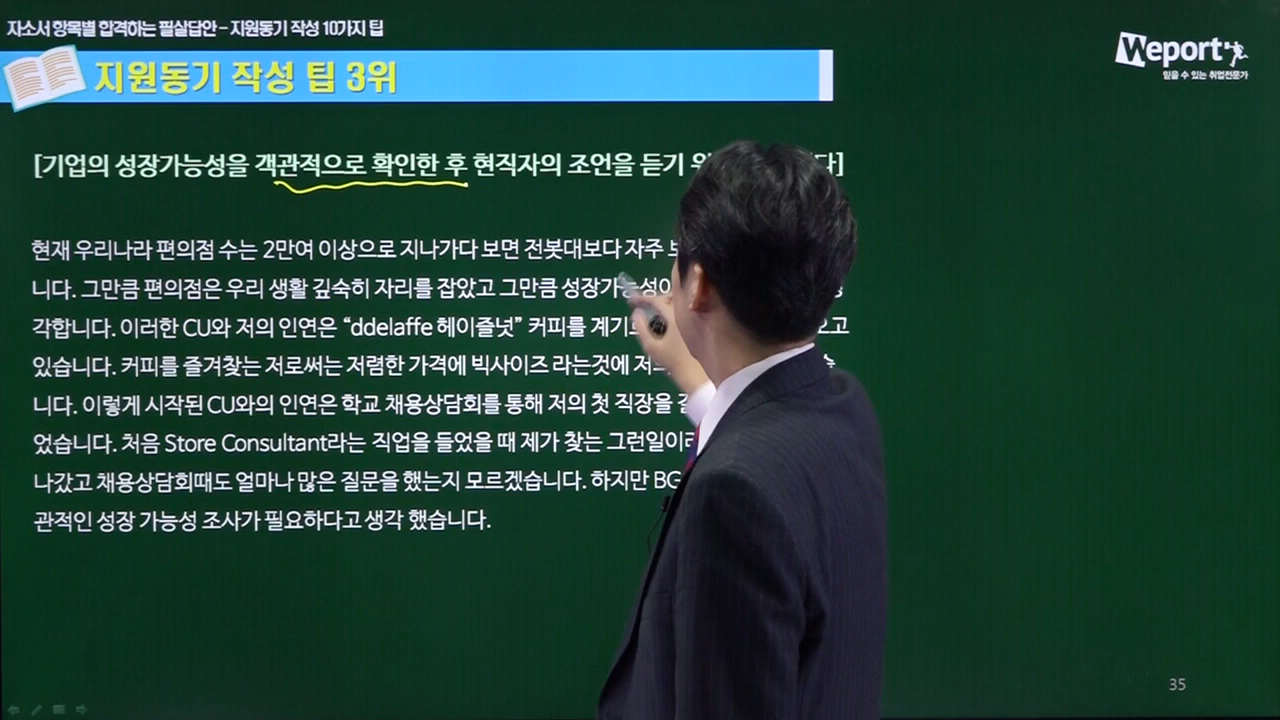 자소서 항목별 합격하는 필살답안 – 지원동기 작성 10가지 팁
Weport
믿을 수 있는 취업전문가
지원동기 작성 팁 3위
[기업의 성장가능성을 객관적으로 확인한 후 현직자의 조언을 듣기
현재 우리나라 편의점 수는 2만여 이상으로 지나가다 보면 전봇대보다 자주
니다. 그만큼 편의점은 우리 생활 깊숙히 자리를 잡았고 그만큼
각합니다. 이러한 CU와 저의 인연은 “ddelaffe 헤이즐넛” 커피를
있습니다. 커피를 즐겨찾는 저로써는 저렴한 가격에 빅사이즈 라는것에
니다. 이렇게 시작된 CU와의 인연은 학교 채용상담회를 통해 저의 첫 직장을
었습니다. 처음 Store Consultant라는 직업을 들었을 때 제가 찾는
나갔고 채용상담회때도 얼마나 많은 질문을 했는지 모르겠습니다. 하지만
관적인 성장 가능성 조사가 필요하다고 생각 했습니다.
35